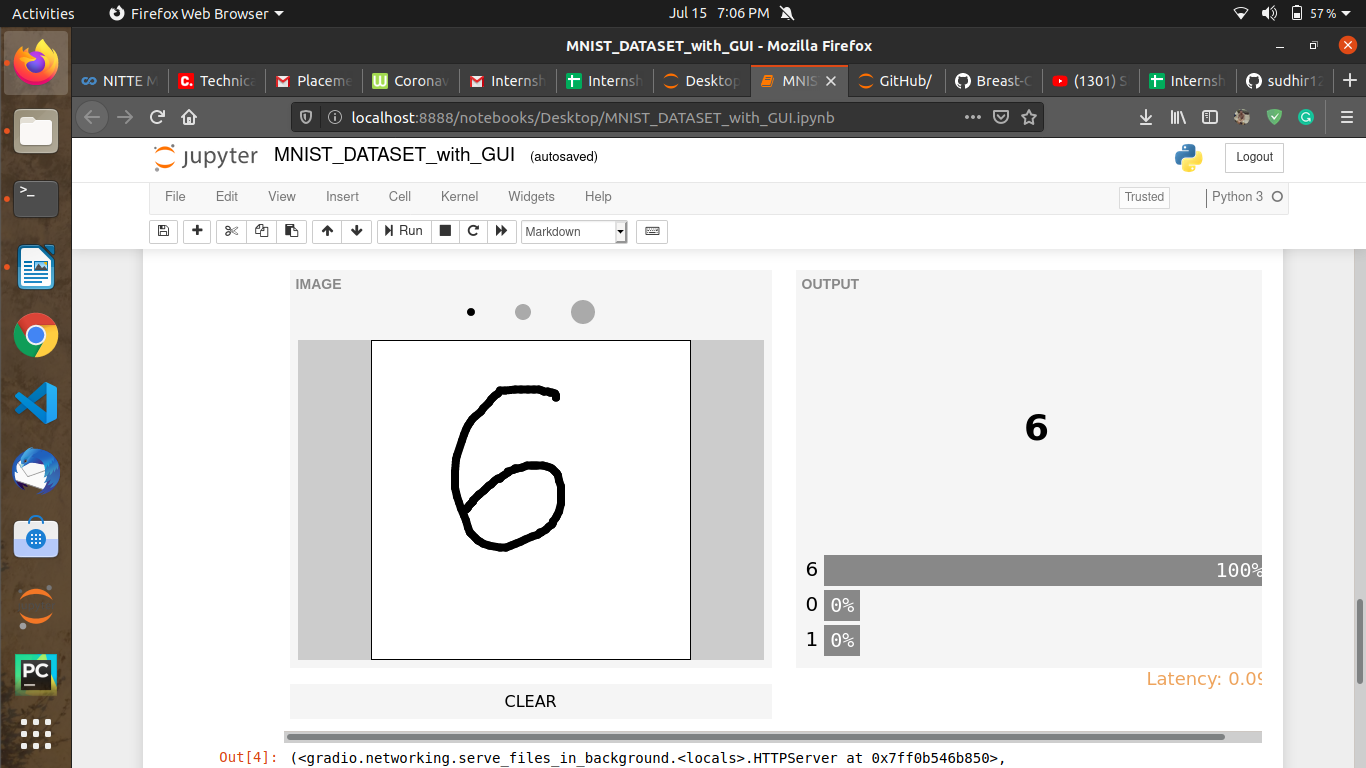 Activities Firefox Web Browser Jul 15 7:06 PM 57 %
MNIST_DATASET_with_GUI - Mozilla Firefox
NITTE M Technica Placeme Coronav Internsh Internsh Desktop MNIS GitHub/ Breast-C (1301) S Internsh sudhir12
localhost:8888/notebooks/Desktop/MNIST_DATASET_with_GUI.ipynb
jupyter MNIST_DATASET_with_GUI (autosaved) Logout
File Edit View Insert Cell Kernel Widgets Help Trusted Python 3
Run Markdown
IMAGE
6
OUTPUT
6
6 100%
0 0%
1 0%
Latency: 0.09
CLEAR
Out[4]: (<gradio.networking.serve_files_in_background.<locals>.HTTPServer at 0x7ff0b546b850>,